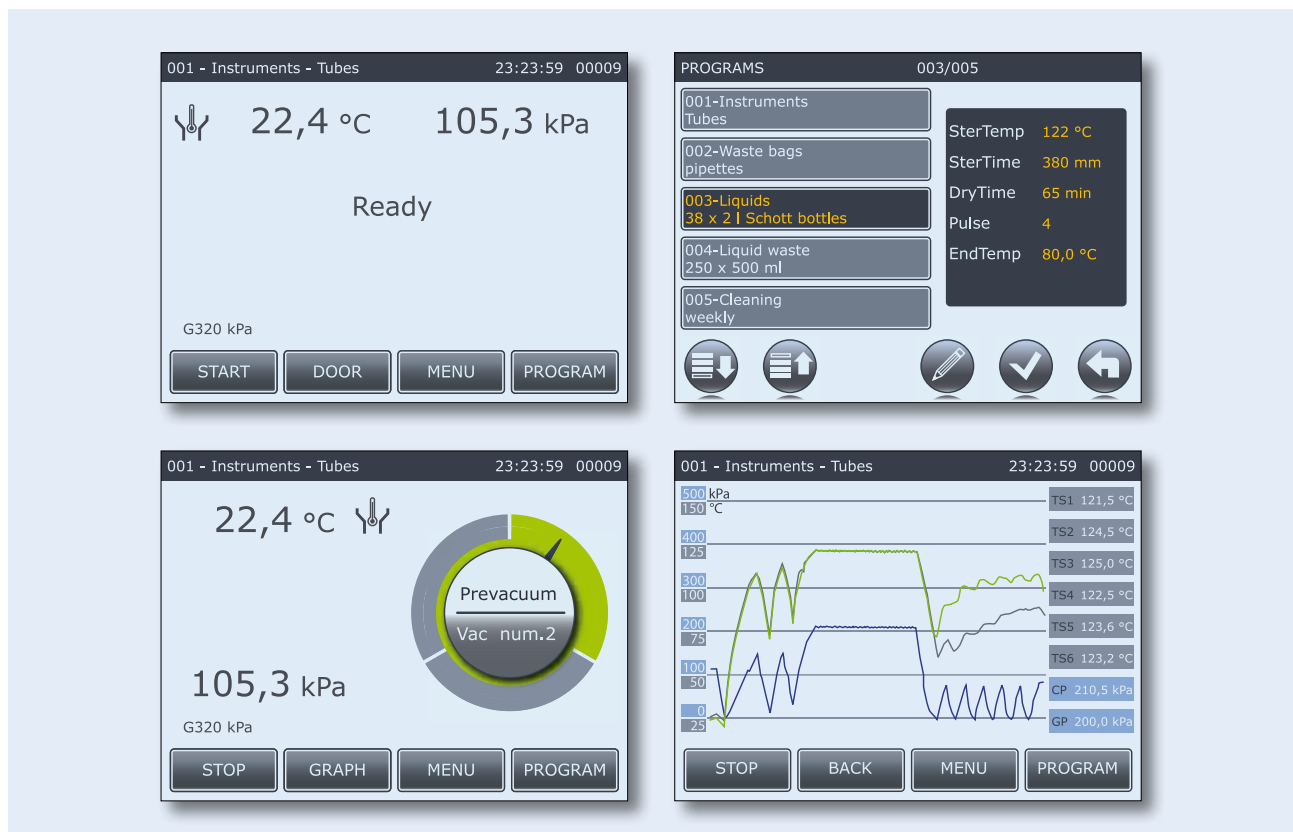 001 - Instruments - Tubes 23:23:59 00009
22,4 °C 105,3 kPa
Ready
G320 kPa
START DOOR MENU PROGRAM
PROGRAMS 003/005
001-Instruments
Tubes
002-Waste bags
pipettes
003-Liquids
38 x 2 l Schott bottles
004-Liquid waste
250 x 500 ml
005-Cleaning
weekly
SterTemp 122 °C
SterTime 380 mm
DryTime 65 min
Pulse 4
EndTemp 80,0 °C
001 - Instruments - Tubes 23:23:59 00009
22,4 °C
Prevacuum
Vac num.2
105,3 kPa
G320 kPa
STOP GRAPH MENU PROGRAM
001 - Instruments - Tubes 23:23:59 00009
500 kPa
150 °C
400
125
300
100
200
75
100
50
0
25
TS1 121,5 °C
TS2 124,5 °C
TS3 125,0 °C
TS4 122,5 °C
TS5 123,6 °C
TS6 123,2 °C
CP 210,5 kPa
GP 200,0 kPa
STOP BACK MENU PROGRAM